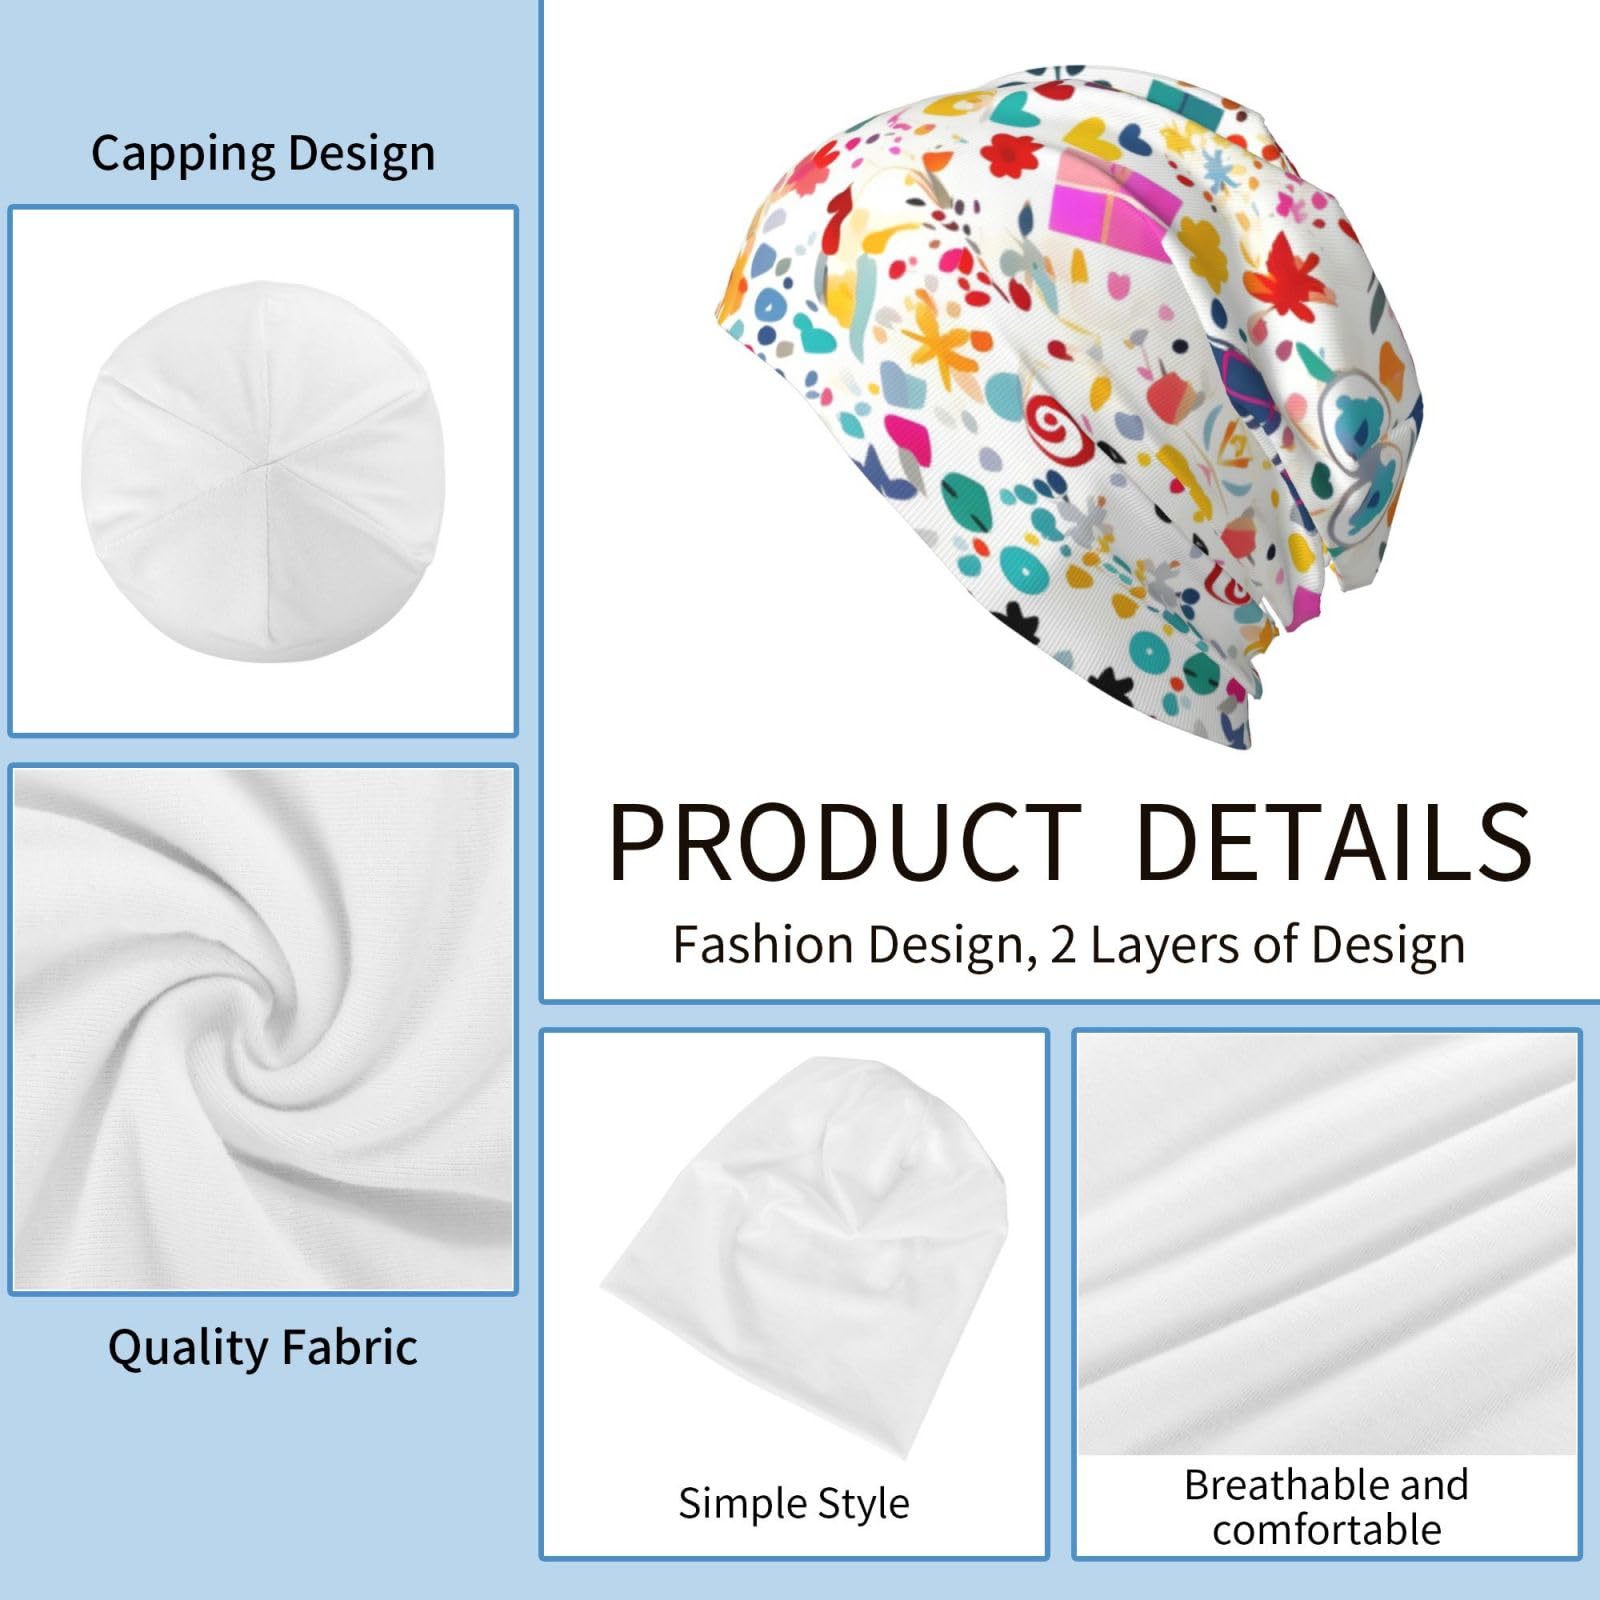 Capping Design
PRODUCT DETAILS
Fashion Design, 2 Layers of Design
Quality Fabric
Simple Style
Breathable and
comfortable